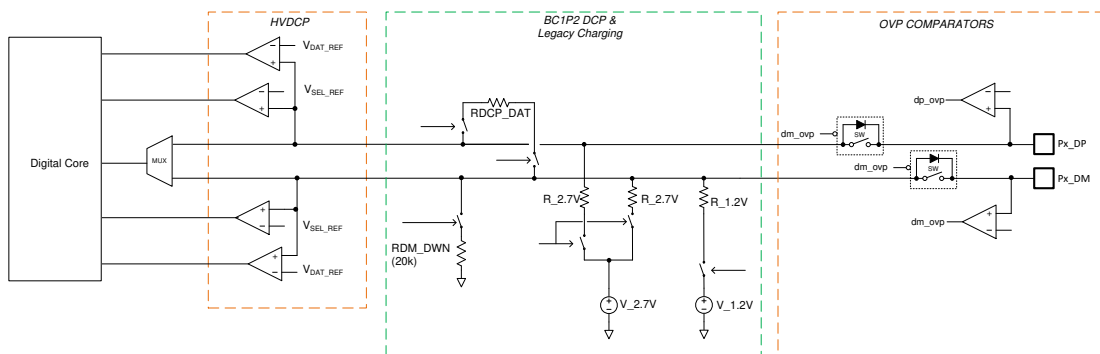 HVDCP
BC1P2 DCP &
Legacy Charging
OVP COMPARATORS
Digital Core
MUX
VDAT_REF
VSEL_REF
VSEL_REF
VDAT_REF
RDCP_DAT
RDM_DWN
(20k)
R_2.7V
R_2.7V
R_1.2V
V_2.7V
V_1.2V
dm_ovp
SW
dm_ovp
SW
dp_ovp
dm_ovp
Px_DP
Px_DM